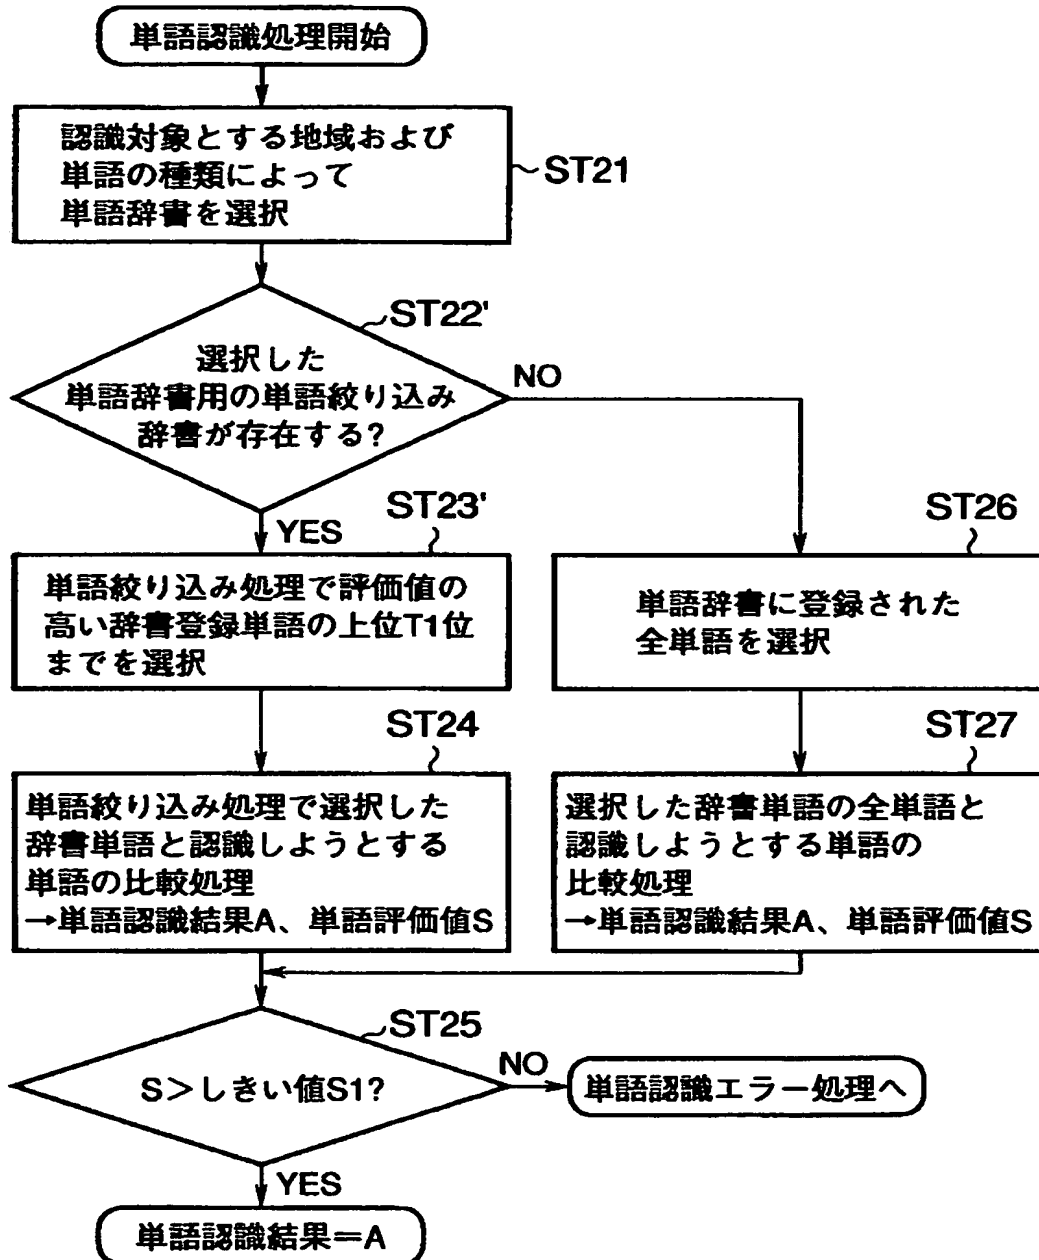 単語認識処理開始
認識対象とする地域および
単語の種類によって
単語辞書を選択
ST21
ST22'
選択した
単語辞書用の単語絞り込み
辞書が存在する?
NO
YES
ST23'
単語絞り込み処理で評価値の
高い辞書登録単語の上位T1位
までを選択
ST26
単語辞書に登録された
全単語を選択
ST24
単語絞り込み処理で選択した
辞書単語と認識しようとする
単語の比較処理
→単語認識結果A、単語評価値S
ST27
選択した辞書単語の全単語と
認識しようとする単語の
比較処理
→単語認識結果A、単語評価値S
ST25
S>しきい値S1?
NO
単語認識エラー処理へ
YES
単語認識結果=A